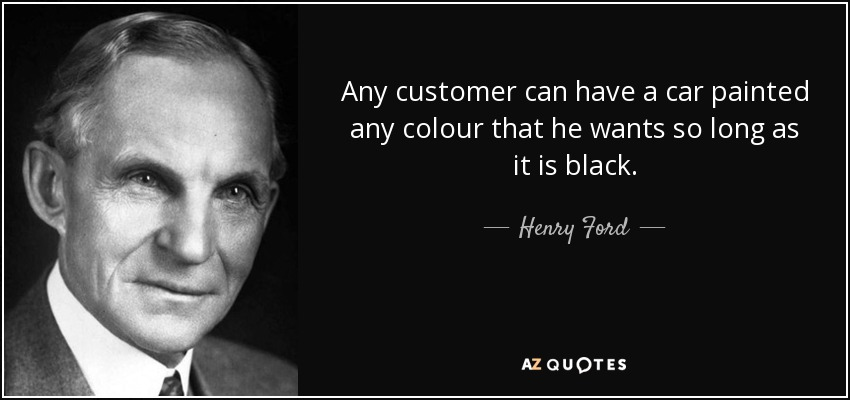 Any customer can have a car painted
any colour that he wants so long as
it is black.
— Henry Ford —
AZ QUOTES